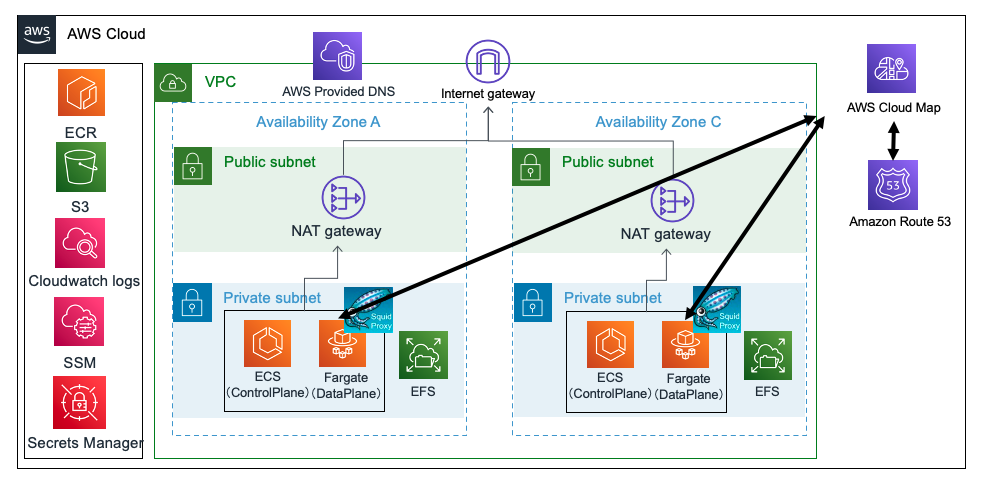 aws
AWS Cloud
ECR
S3
Cloudwatch logs
SSM
Secrets Manager
VPC
AWS Provided DNS
Internet gateway
Availability Zone A
Public subnet
NAT gateway
Private subnet
Squid
Proxy
ECS
(ControlPlane)
Fargate
(DataPlane)
EFS
Availability Zone C
Public subnet
NAT gateway
Private subnet
Squid
Proxy
ECS
(ControlPlane)
Fargate
(DataPlane)
EFS
AWS Cloud Map
53
Amazon Route 53